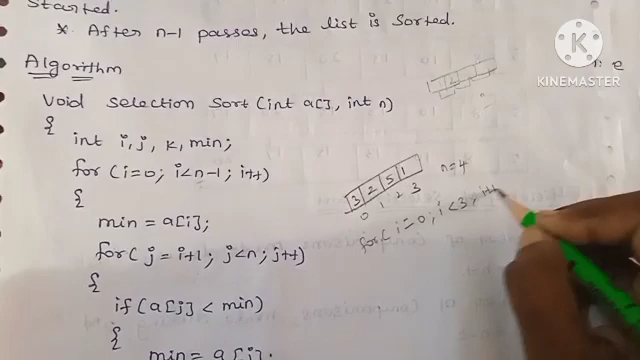 Started.
* After n-1 passes, the list is sorted.
Algorithm
Void Selection Sort (int a[], int n)
{
int i, j, k, min;
for (i=0; i<n-1; i++)
{
min = a[i];
for( j = i+1; j<n; j++)
{
if (a[j] < min)
{
min = a[j];
3 2 5 1
0 1 2 3
n=4
for( i=0; i<3; i++
K
KINEMASTER